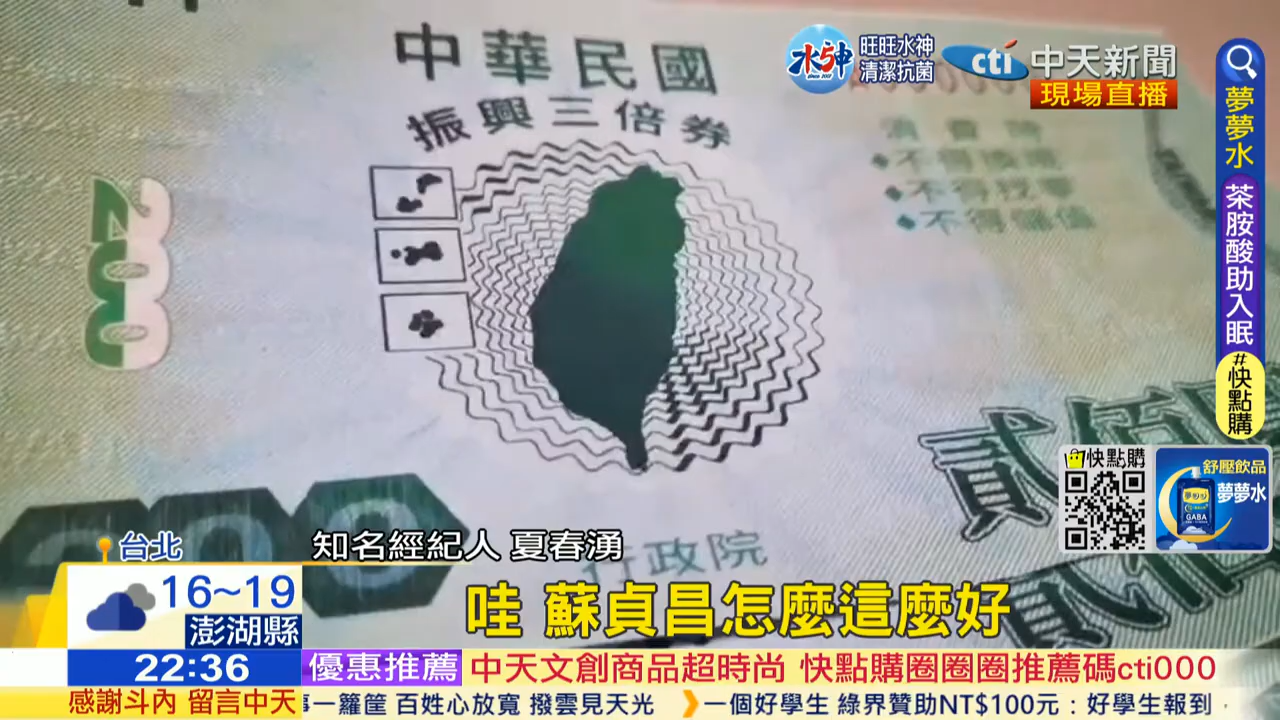 中華民國
振興三倍券
200
消費險
不得找零
不得儲值
貳佰圓
行政院
水神
Since 2017
旺旺水神
清潔抗菌
cti
中天新聞
現場直播
夢夢水
茶胺酸助入眠
#快點購
快點購
舒壓飲品
夢夢水
GABA
台北
知名經紀人 夏春湧
哇 蘇貞昌怎麼這麼好
16~19
澎湖縣
22:36
優惠推薦
中天文創商品超時尚 快點購圈圈圈推薦碼cti000
感謝斗內 留言中天
一籮筐 百姓心放寬 撥雲見天光
一個好學生 綠界贊助NT$100元：好學生報到